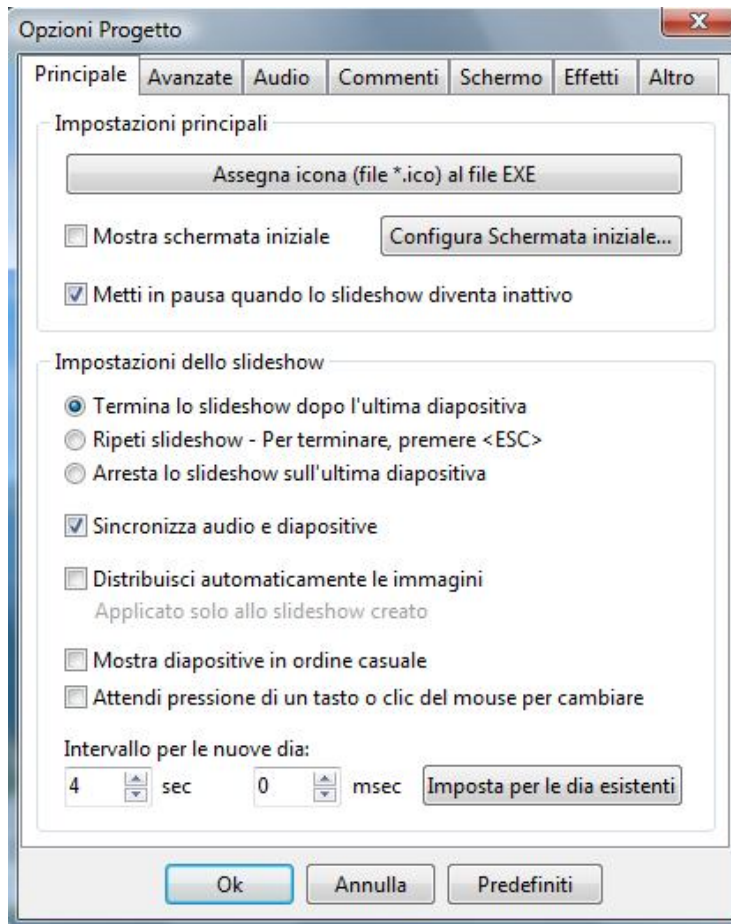 Opzioni Progetto
Principale Avanzate Audio Commenti Schermo Effetti Altro
Impostazioni principali
Assegna icona (file *.ico) al file EXE
Mostra schermata iniziale Configura Schermata iniziale...
Metti in pausa quando lo slideshow diventa inattivo
Impostazioni dello slideshow
Termina lo slideshow dopo l'ultima diapositiva
Ripeti slideshow - Per terminare, premere <ESC>
Arresta lo slideshow sull'ultima diapositiva
Sincronizza audio e diapositive
Distribuisci automaticamente le immagini
Applicato solo allo slideshow creato
Mostra diapositive in ordine casuale
Attendi pressione di un tasto o clic del mouse per cambiare
Intervallo per le nuove dia:
4 sec 0 msec Imposta per le dia esistenti
Ok Annulla Predefiniti